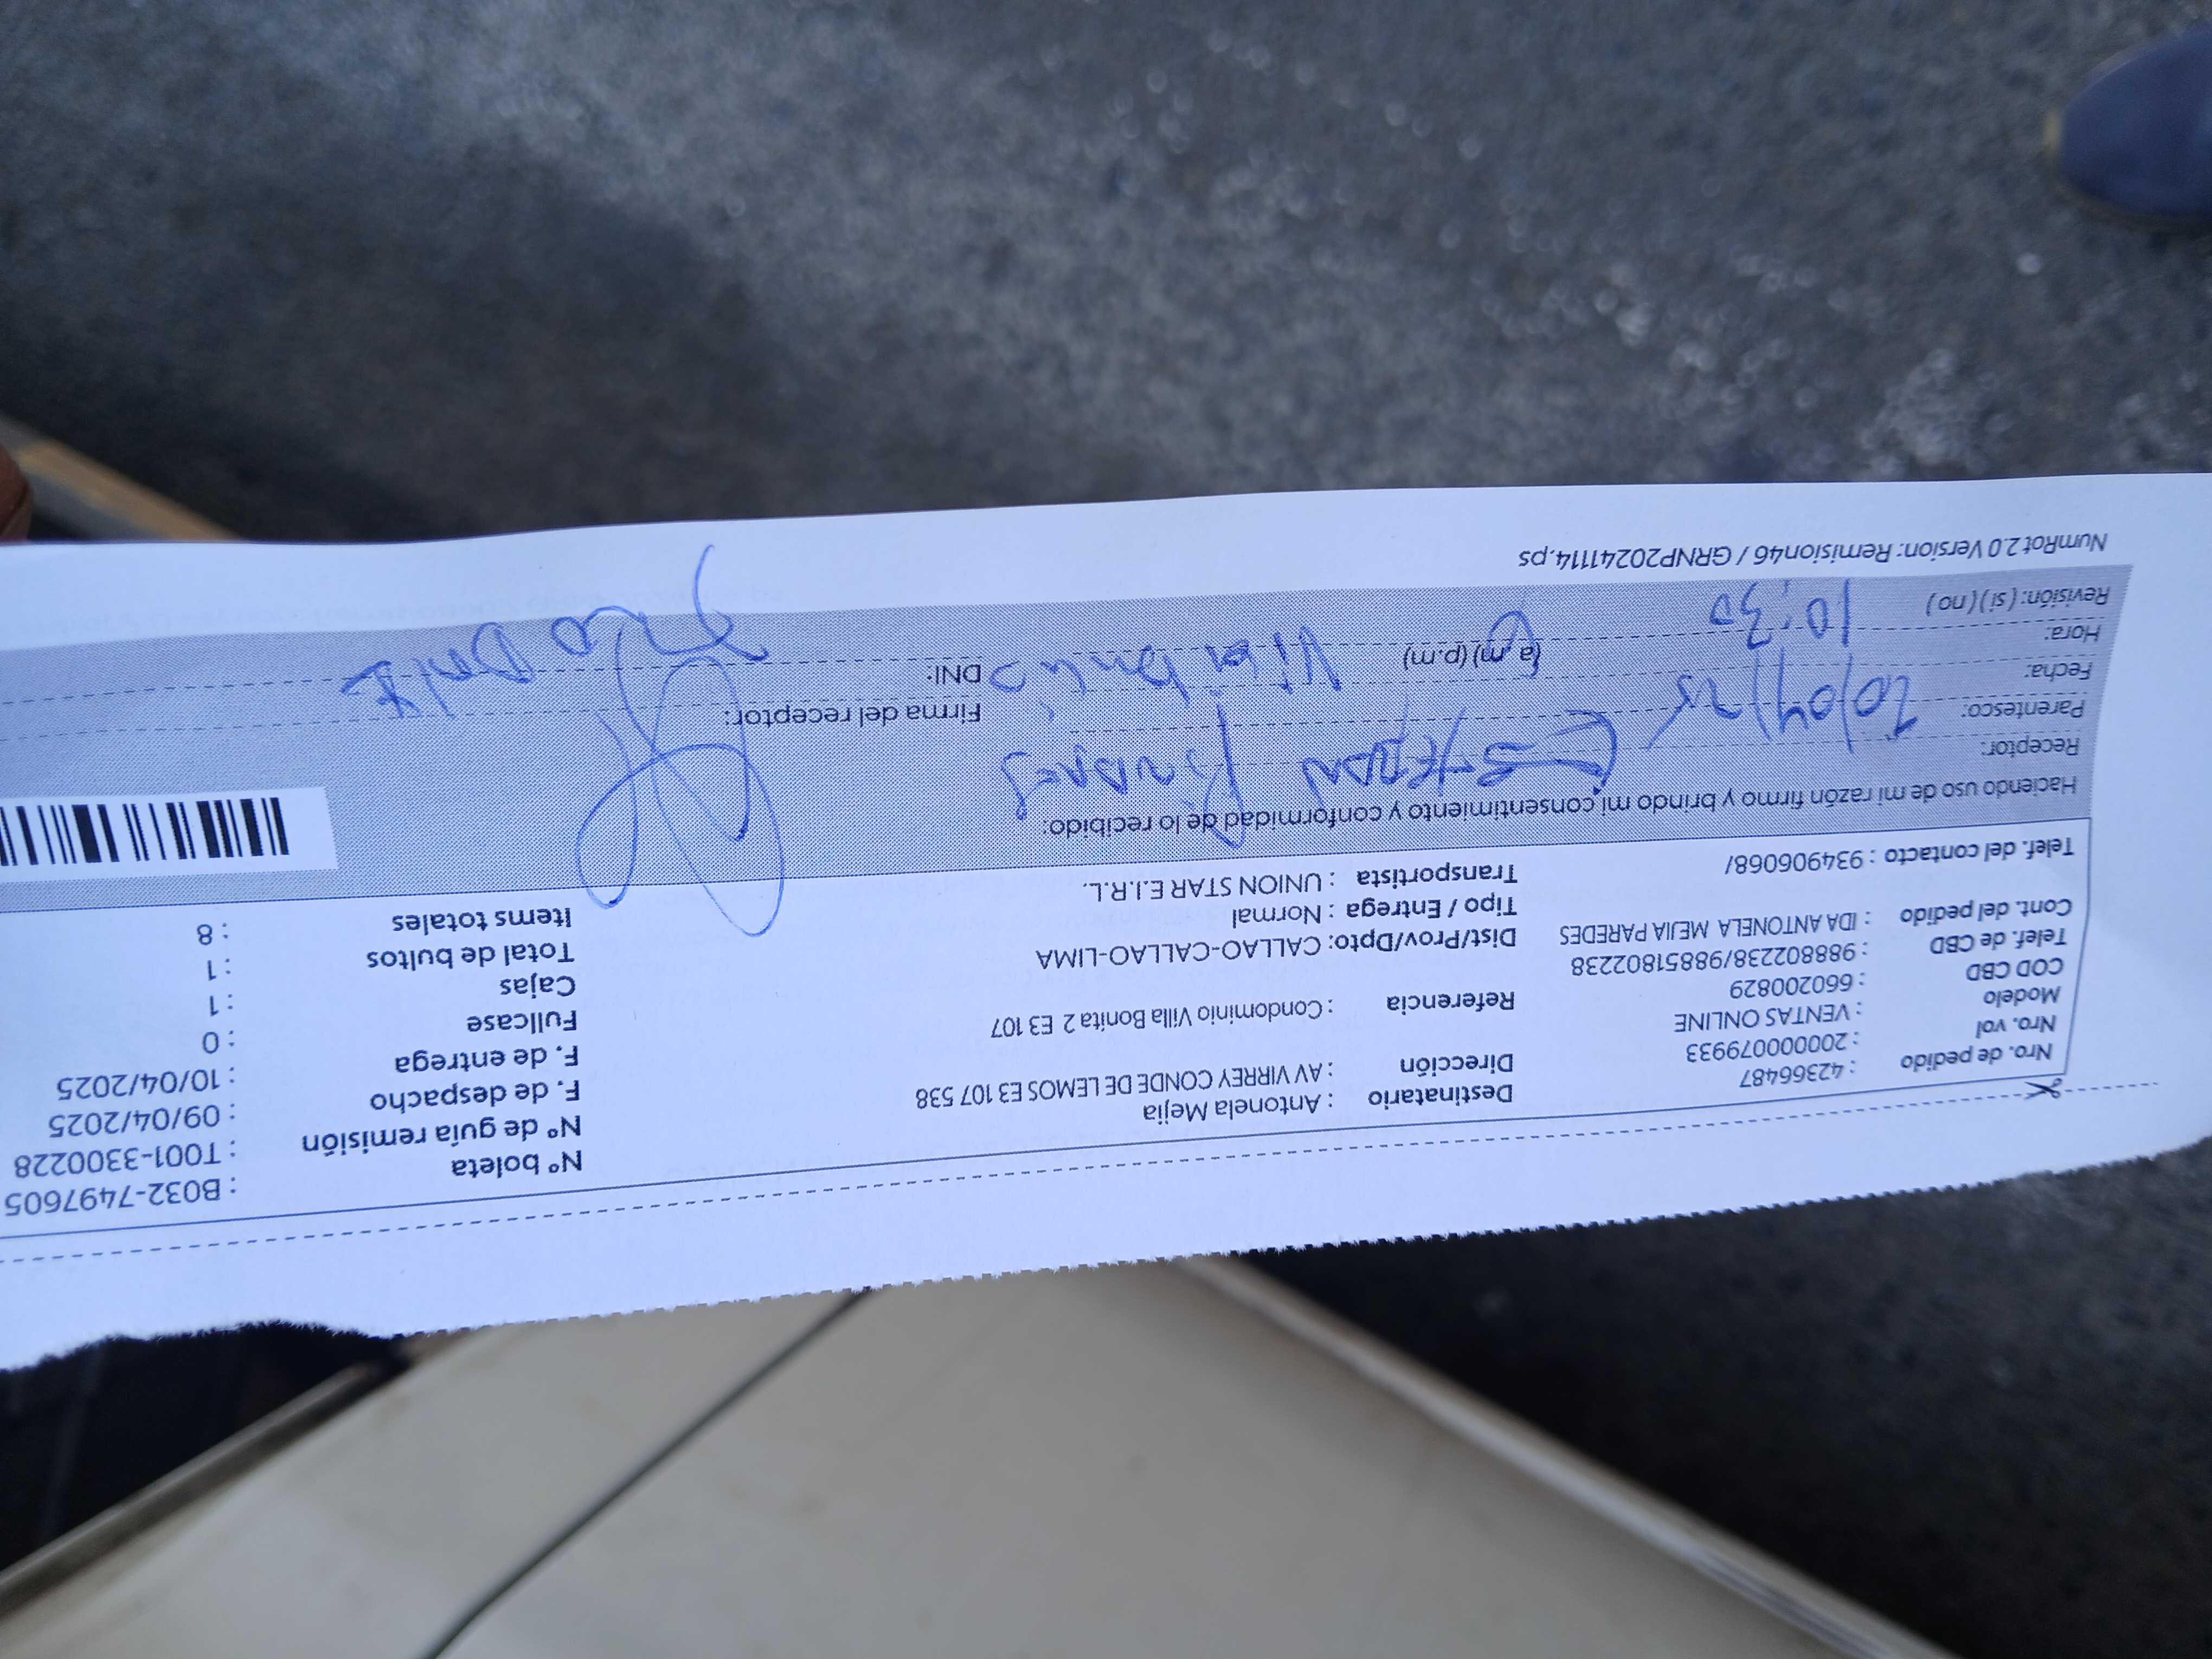 Nro. de pedido : 42366487
Nro. vol : 20000079933
Modelo : VENTAS ONLINE
COD CBD : 660200829
Telef. de CBD : 988802238/98851802238
Cont. del pedido : IDA ANTONELA MEJIA PAREDES
Telef. del contacto : 934906068/
Destinatario : Antonela Mejia
Dirección : AV VIRREY CONDE DE LEMOS E3 107 538
Referencia : Condominio Villa Bonita 2 E3 107
Dist/Prov/Dpto: CALLAO-CALLAO-LIMA
Tipo / Entrega : Normal
Transportista : UNION STAR E.I.R.L.
N° boleta : B032-7497605
N° de guía remisión : T001-3300228
F. de despacho : 09/04/2025
F. de entrega : 10/04/2025
Fullcase : 0
Cajas : 1
Total de bultos : 1
Items totales : 8
Haciendo uso de mi razón firmo y brindo mi consentimiento y conformidad de lo recibido:
Receptor:
Parentesco:
Fecha: 10/04/25
Hora: 10:30 (a.m) (p.m)
Revisión: (si) (no)
Firma del receptor:
DNI:
NumRot 2.0 Version: Remision46 / GRNP20241114.ps